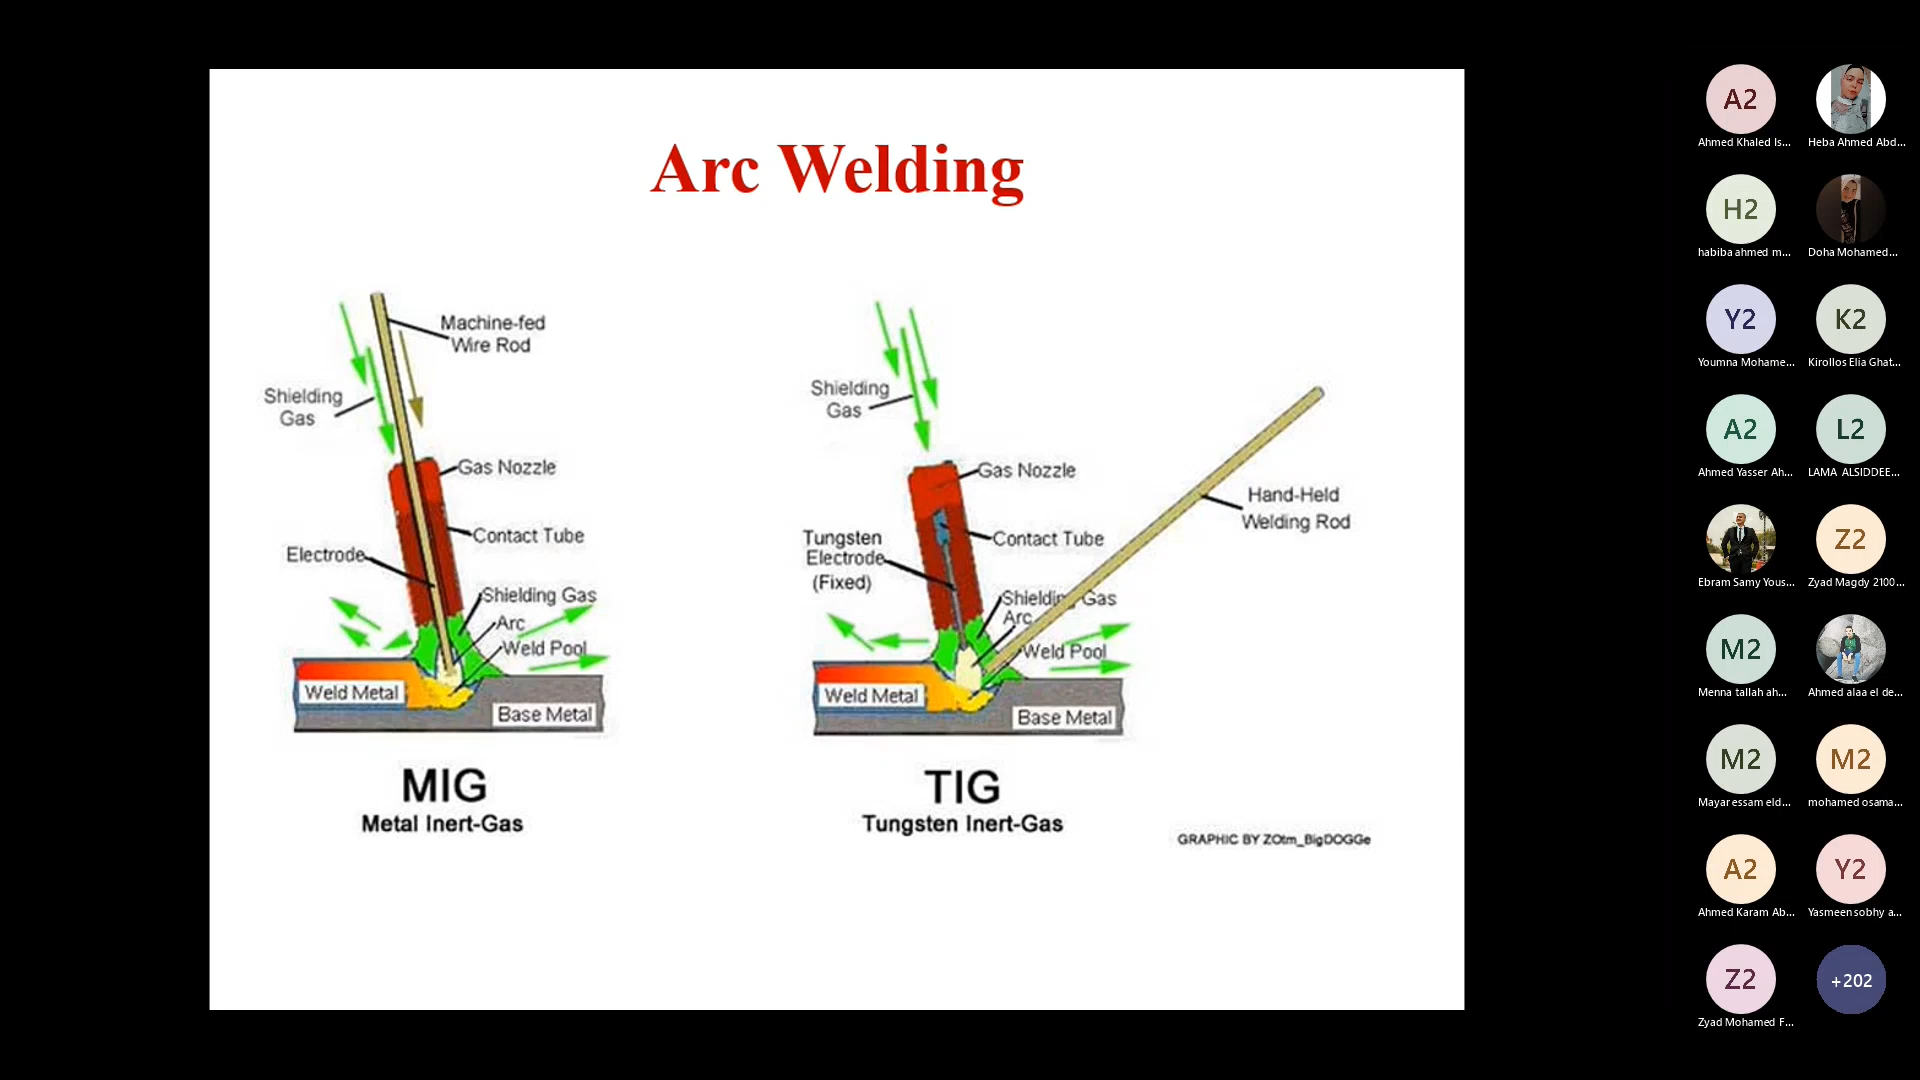 Arc Welding
Machine-fed
Wire Rod
Shielding
Gas
Gas Nozzle
Contact Tube
Electrode
Shielding Gas
Arc
Weld Pool
Weld Metal
Base Metal
MIG
Metal Inert-Gas
Shielding
Gas
Gas Nozzle
Hand-Held
Welding Rod
Tungsten
Electrode
(Fixed)
Contact Tube
Shielding Gas
Arc
Weld Pool
Weld Metal
Base Metal
TIG
Tungsten Inert-Gas
GRAPHIC BY ZOtm_BigDOGGe
A2
Ahmed Khaled Is...
Heba Ahmed Abd...
H2
habiba ahmed m...
Doha Mohamed...
Y2
Youmna Mohame...
K2
Kirollos Elia Ghat...
A2
Ahmed Yasser Ah...
L2
LAMA ALSIDDEE...
Ebram Samy Yous...
Z2
Zyad Magdy 2100...
M2
Menna tallah ah...
Ahmed alaa el de...
M2
Mayar essam eld...
M2
mohamed osama...
A2
Ahmed Karam Ab...
Y2
Yasmeen sobhy a...
Z2
Zyad Mohamed F...
+202